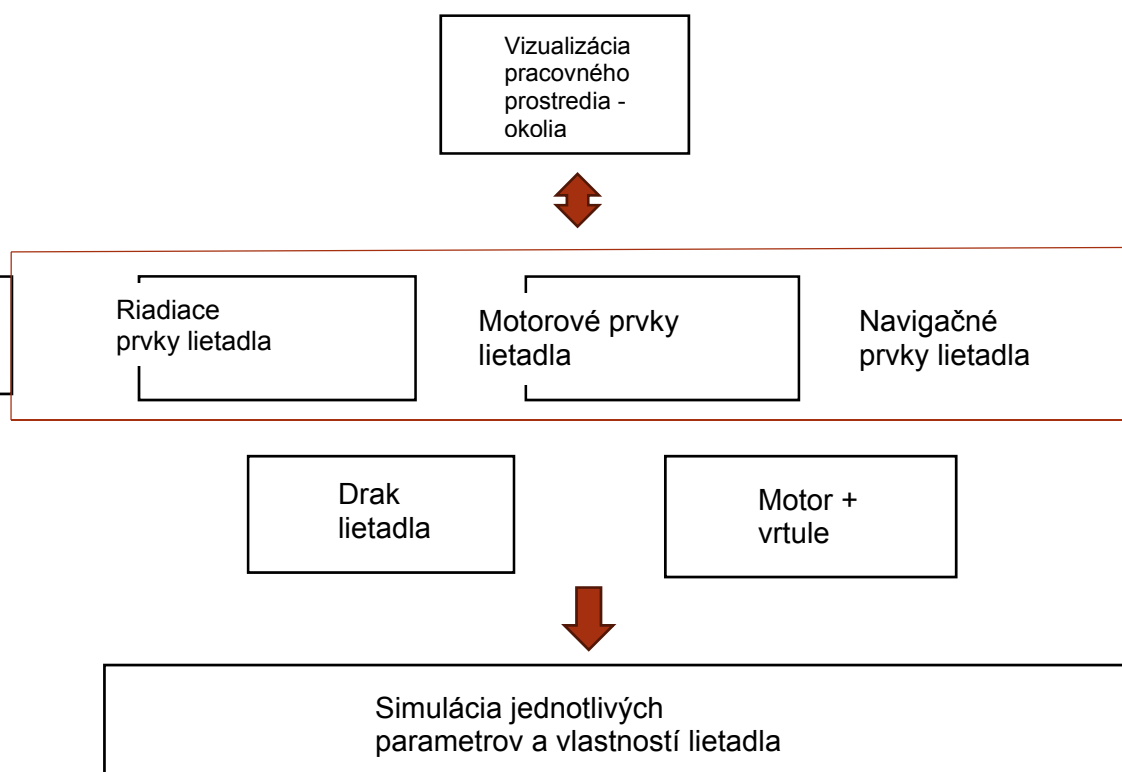 Vizualizácia
pracovného
prostredia -
okolia
Riadiace
prvky lietadla
Motorové prvky
lietadla
Navigačné
prvky lietadla
Drak
lietadla
Motor +
vrtule
Simulácia jednotlivých
parametrov a vlastností lietadla